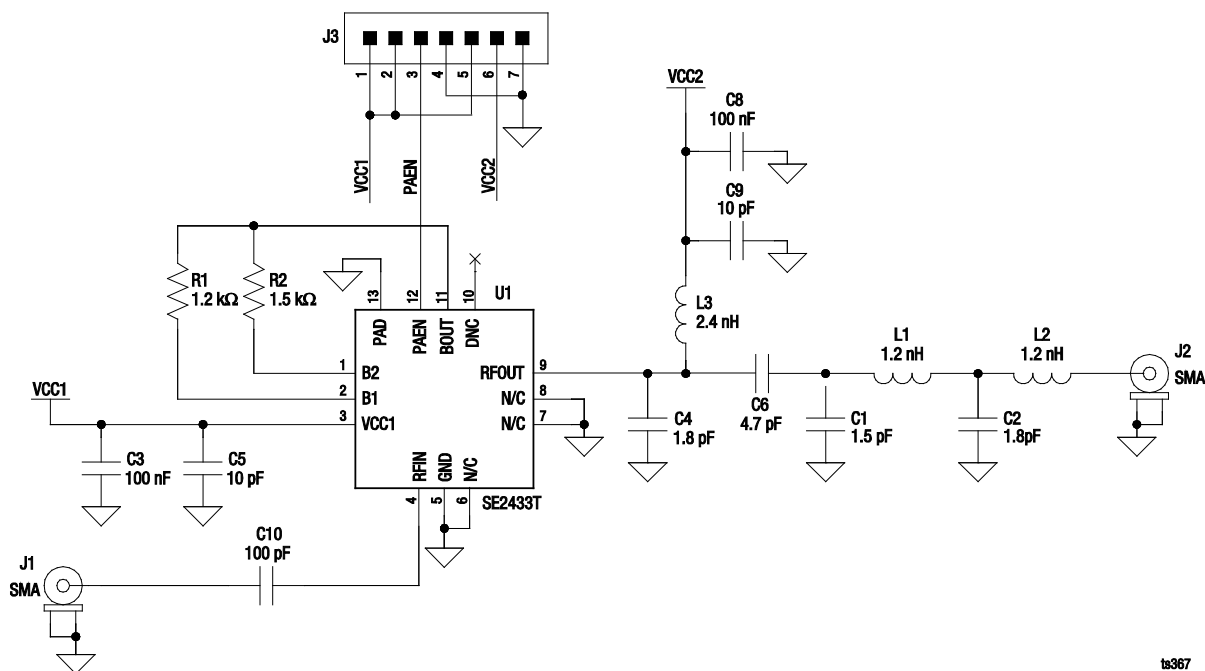 J3
1
2
3
4
5
6
7
VCC1
PAEN
VCC2
VCC2
C8
100 nF
C9
10 pF
R1
1.2 kΩ
R2
1.5 kΩ
L3
2.4 nH
U1
13
12
11
10
PAD
PAEN
BOUT
DNC
1
B2
2
B1
3
VCC1
RFOUT
9
N/C
8
N/C
7
RFIN
GND
N/C
4
5
6
SE2433T
VCC1
C3
100 nF
C5
10 pF
C4
1.8 pF
C6
4.7 pF
C1
1.5 pF
L1
1.2 nH
C2
1.8pF
L2
1.2 nH
J2
SMA
C10
100 pF
J1
SMA
ts367